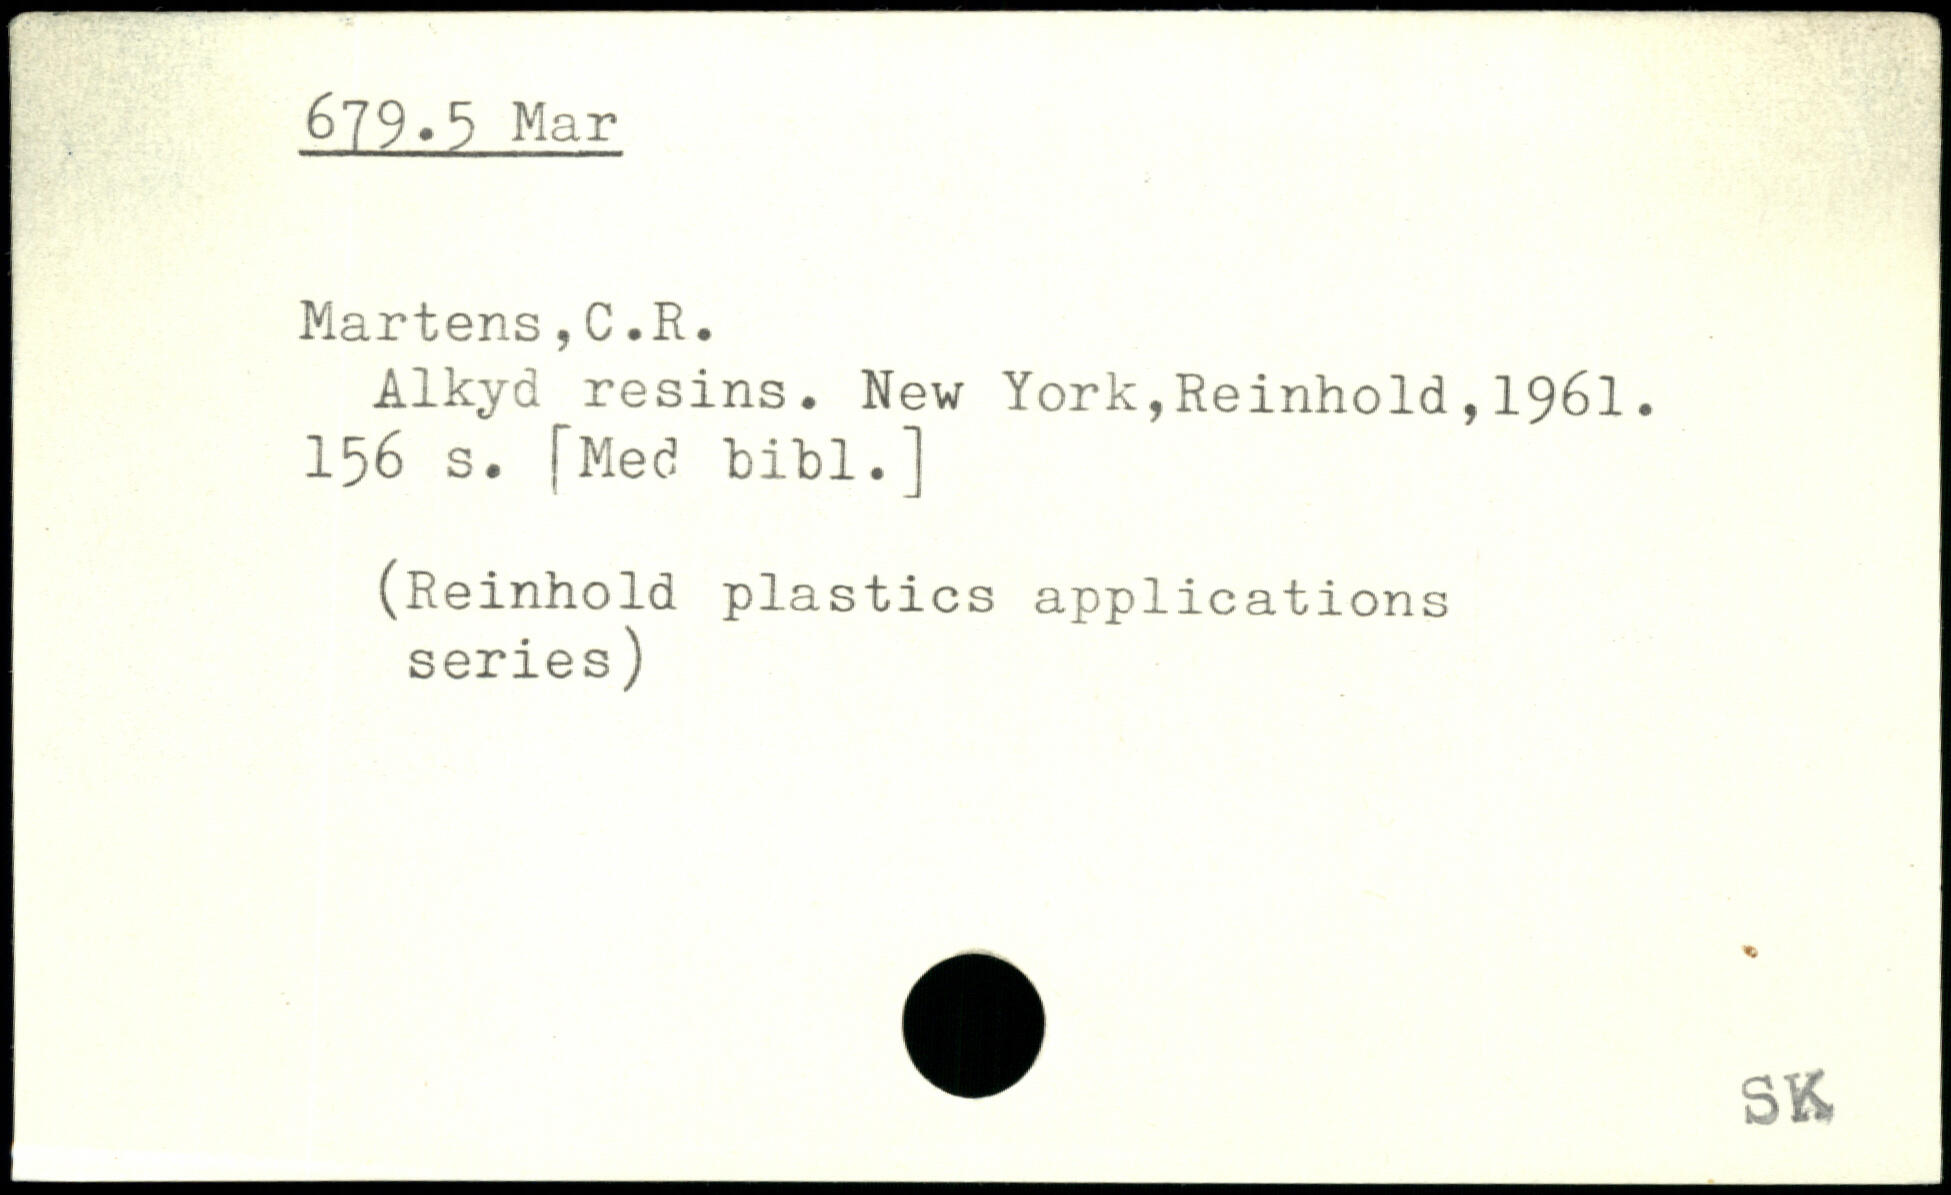 679.5 Mar
Martens,C.R.
Alkyd resins. New York,Reinhold,1961.
156 s. [Med bibl.]
(Reinhold plastics applications
series)
SK